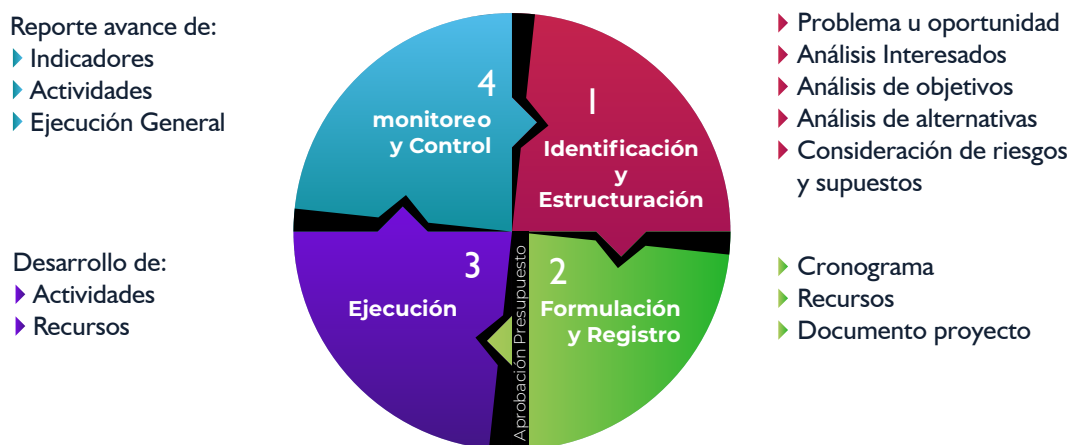 Reporte avance de:
Indicadores
Actividades
Ejecución General
4
monitoreo
y Control
1
Identificación
y
Estructuración
Problema u oportunidad
Análisis Interesados
Análisis de objetivos
Análisis de alternativas
Consideración de riesgos
y supuestos
Desarrollo de:
Actividades
Recursos
3
Ejecución
Aprobación Presupuesto
2
Formulación
y Registro
Cronograma
Recursos
Documento proyecto